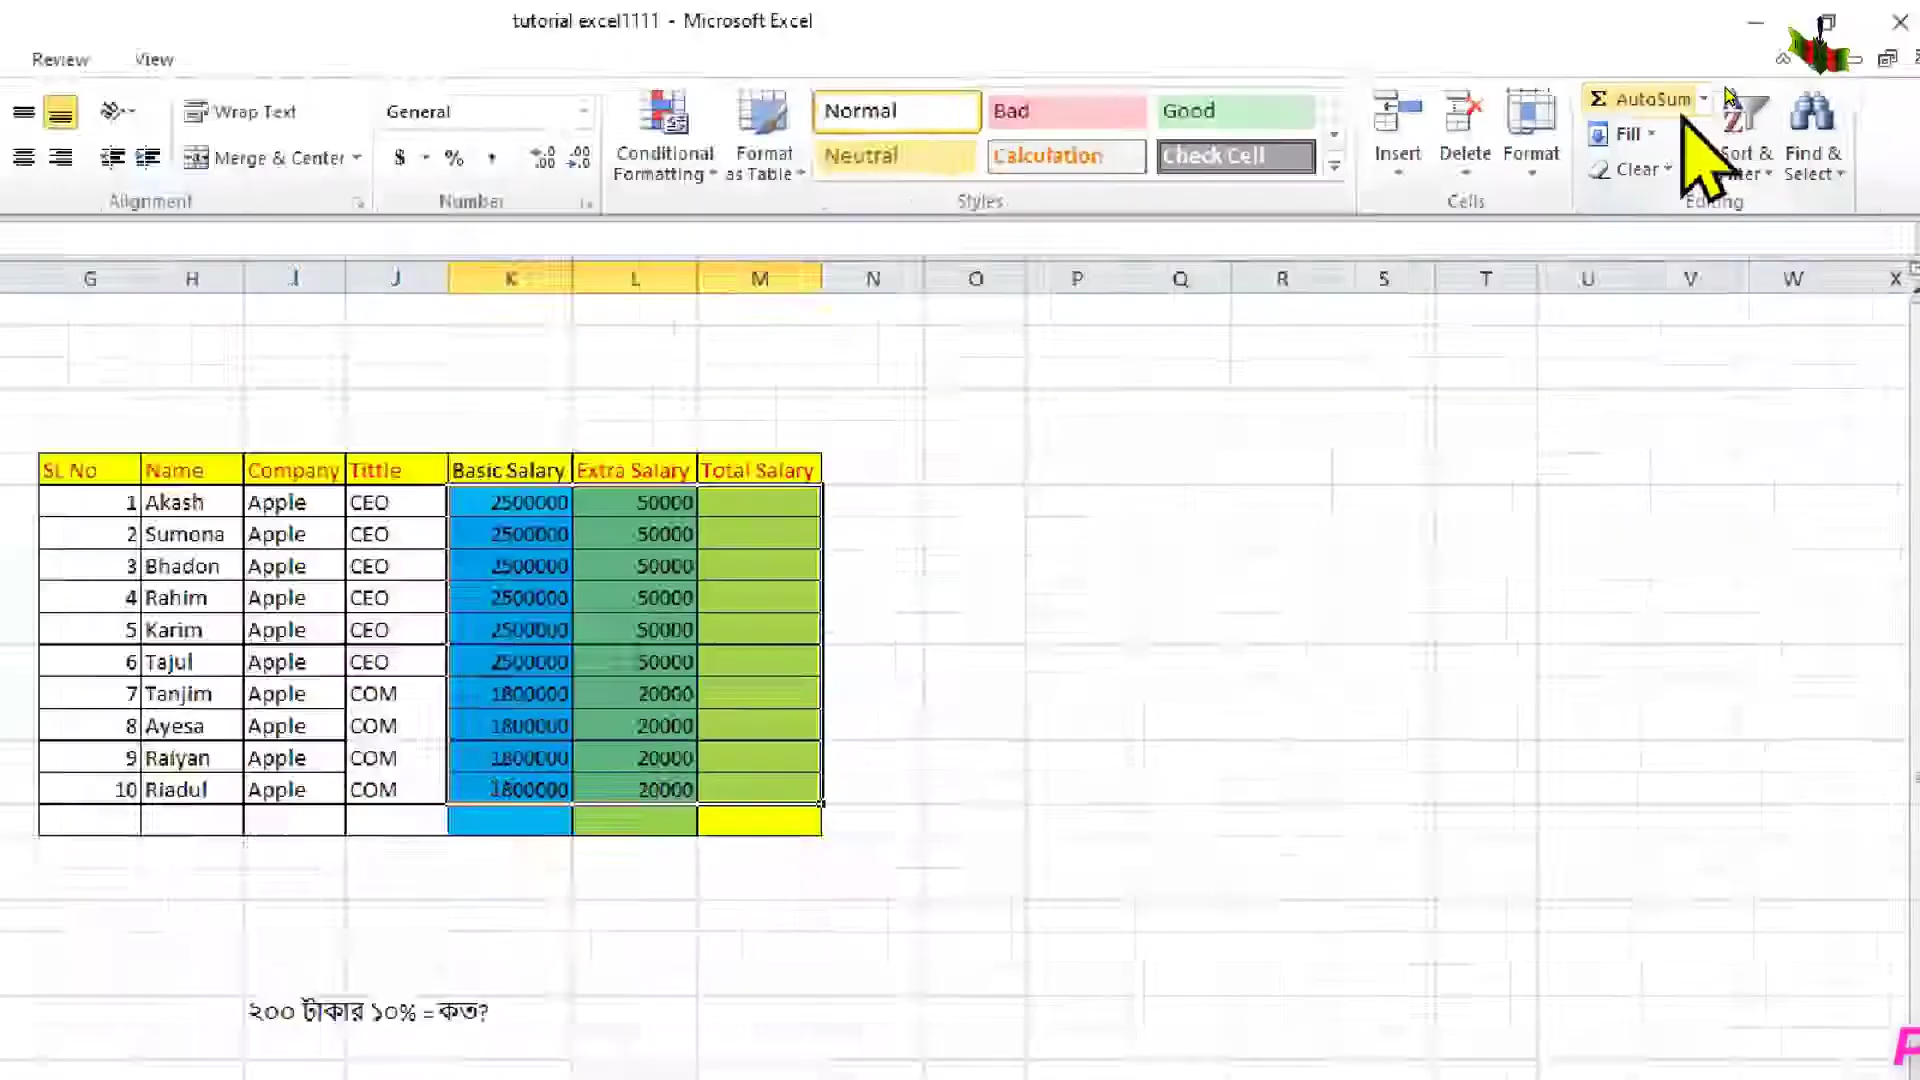 tutorial excel1111 - Microsoft Excel
Review View
Wrap Text
Merge & Center
Alignment
General
$ % ,
Number
Conditional Formatting
Format as Table
Normal Bad Good
Neutral Calculation Check Cell
Styles
Insert Delete Format
Cells
Σ AutoSum
Fill
Clear
Sort &
Find & Select
Editing
G H I J K L M N O P Q R S T U V W X
SL No Name Company Tittle Basic Salary Extra Salary Total Salary
1 Akash Apple CEO 2500000 50000
2 Sumona Apple CEO 2500000 50000
3 Bhadon Apple CEO 2500000 50000
4 Rahim Apple CEO 2500000 50000
5 Karim Apple CEO 2500000 50000
6 Tajul Apple CEO 2500000 50000
7 Tanjim Apple COM 1800000 20000
8 Ayesa Apple COM 1800000 20000
9 Raiyan Apple COM 1800000 20000
10 Riadul Apple COM 1800000 20000
২০০ টাকার ১০% = কত?